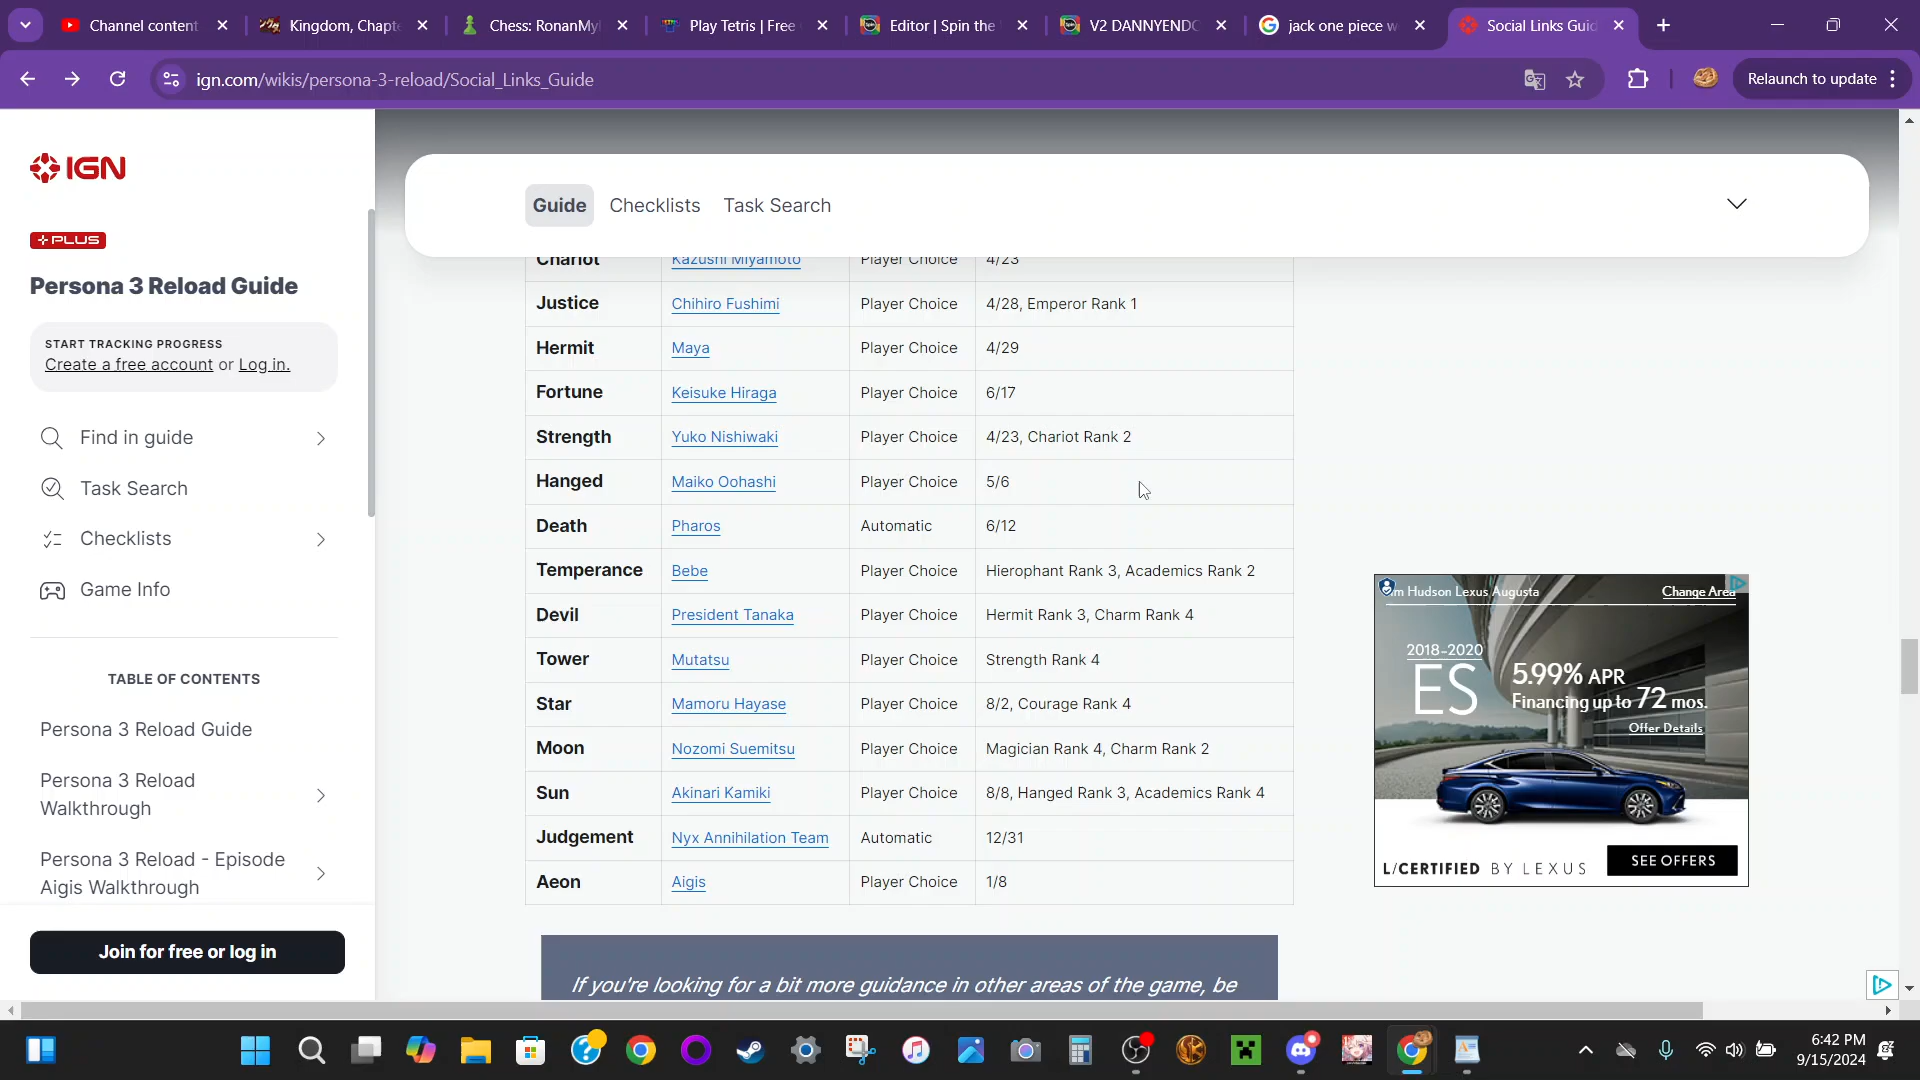 Channel content
Kingdom, Chapte
Chess: RonanMy
Play Tetris | Free
Editor | Spin the
V2 DANNYENDC
jack one piece w
Social Links Guid
ign.com/wikis/persona-3-reload/Social_Links_Guide
Relaunch to update
IGN
PLUS
Persona 3 Reload Guide
START TRACKING PROGRESS
Create a free account or Log in.
Find in guide
Task Search
Checklists
Game Info
TABLE OF CONTENTS
Persona 3 Reload Guide
Persona 3 Reload
Walkthrough
Persona 3 Reload - Episode
Aigis Walkthrough
Join for free or log in
Guide Checklists Task Search
Chariot Kazushi Miyamoto Player Choice 4/23
Justice Chihiro Fushimi Player Choice 4/28, Emperor Rank 1
Hermit Maya Player Choice 4/29
Fortune Keisuke Hiraga Player Choice 6/17
Strength Yuko Nishiwaki Player Choice 4/23, Chariot Rank 2
Hanged Maiko Oohashi Player Choice 5/6
Death Pharos Automatic 6/12
Temperance Bebe Player Choice Hierophant Rank 3, Academics Rank 2
Devil President Tanaka Player Choice Hermit Rank 3, Charm Rank 4
Tower Mutatsu Player Choice Strength Rank 4
Star Mamoru Hayase Player Choice 8/2, Courage Rank 4
Moon Nozomi Suemitsu Player Choice Magician Rank 4, Charm Rank 2
Sun Akinari Kamiki Player Choice 8/8, Hanged Rank 3, Academics Rank 4
Judgement Nyx Annihilation Team Automatic 12/31
Aeon Aigis Player Choice 1/8
If you're looking for a bit more guidance in other areas of the game, be
Hudson Lexus Augusta
Change Area
2018-2020
ES
5.99% APR
Financing up to 72 mos.
Offer Details
L/CERTIFIED BY LEXUS
SEE OFFERS
6:42 PM
9/15/2024